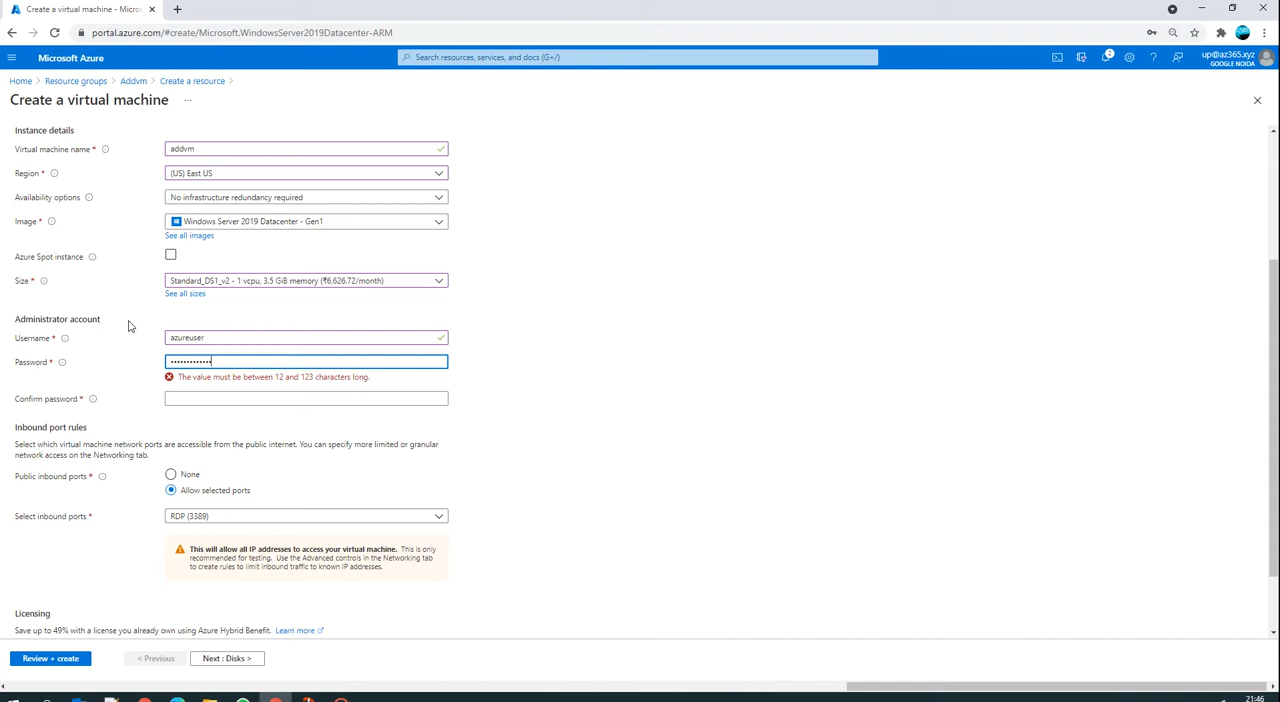 Create a virtual machine - Micros
portal.azure.com/#create/Microsoft.WindowsServer2019Datacenter-ARM
Microsoft Azure
Search resources, services, and docs (G+/)
2
up@az365.xyz
GOOGLE NOIDA
Home > Resource groups > Addvm > Create a resource >
Create a virtual machine ...
Instance details
Virtual machine name *
addvm
Region *
(US) East US
Availability options
No infrastructure redundancy required
Image *
Windows Server 2019 Datacenter - Gen1
See all images
Azure Spot instance
Size *
Standard_DS1_v2 - 1 vcpu, 3.5 GiB memory (₹6,626.72/month)
See all sizes
Administrator account
Username *
azureuser
Password *
•••••••••••••
The value must be between 12 and 123 characters long.
Confirm password *
Inbound port rules
Select which virtual machine network ports are accessible from the public internet. You can specify more limited or granular
network access on the Networking tab.
Public inbound ports *
None
Allow selected ports
Select inbound ports *
RDP (3389)
This will allow all IP addresses to access your virtual machine. This is only
recommended for testing. Use the Advanced controls in the Networking tab
to create rules to limit inbound traffic to known IP addresses.
Licensing
Save up to 49% with a license you already own using Azure Hybrid Benefit. Learn more
Review + create
< Previous
Next : Disks >
21:46